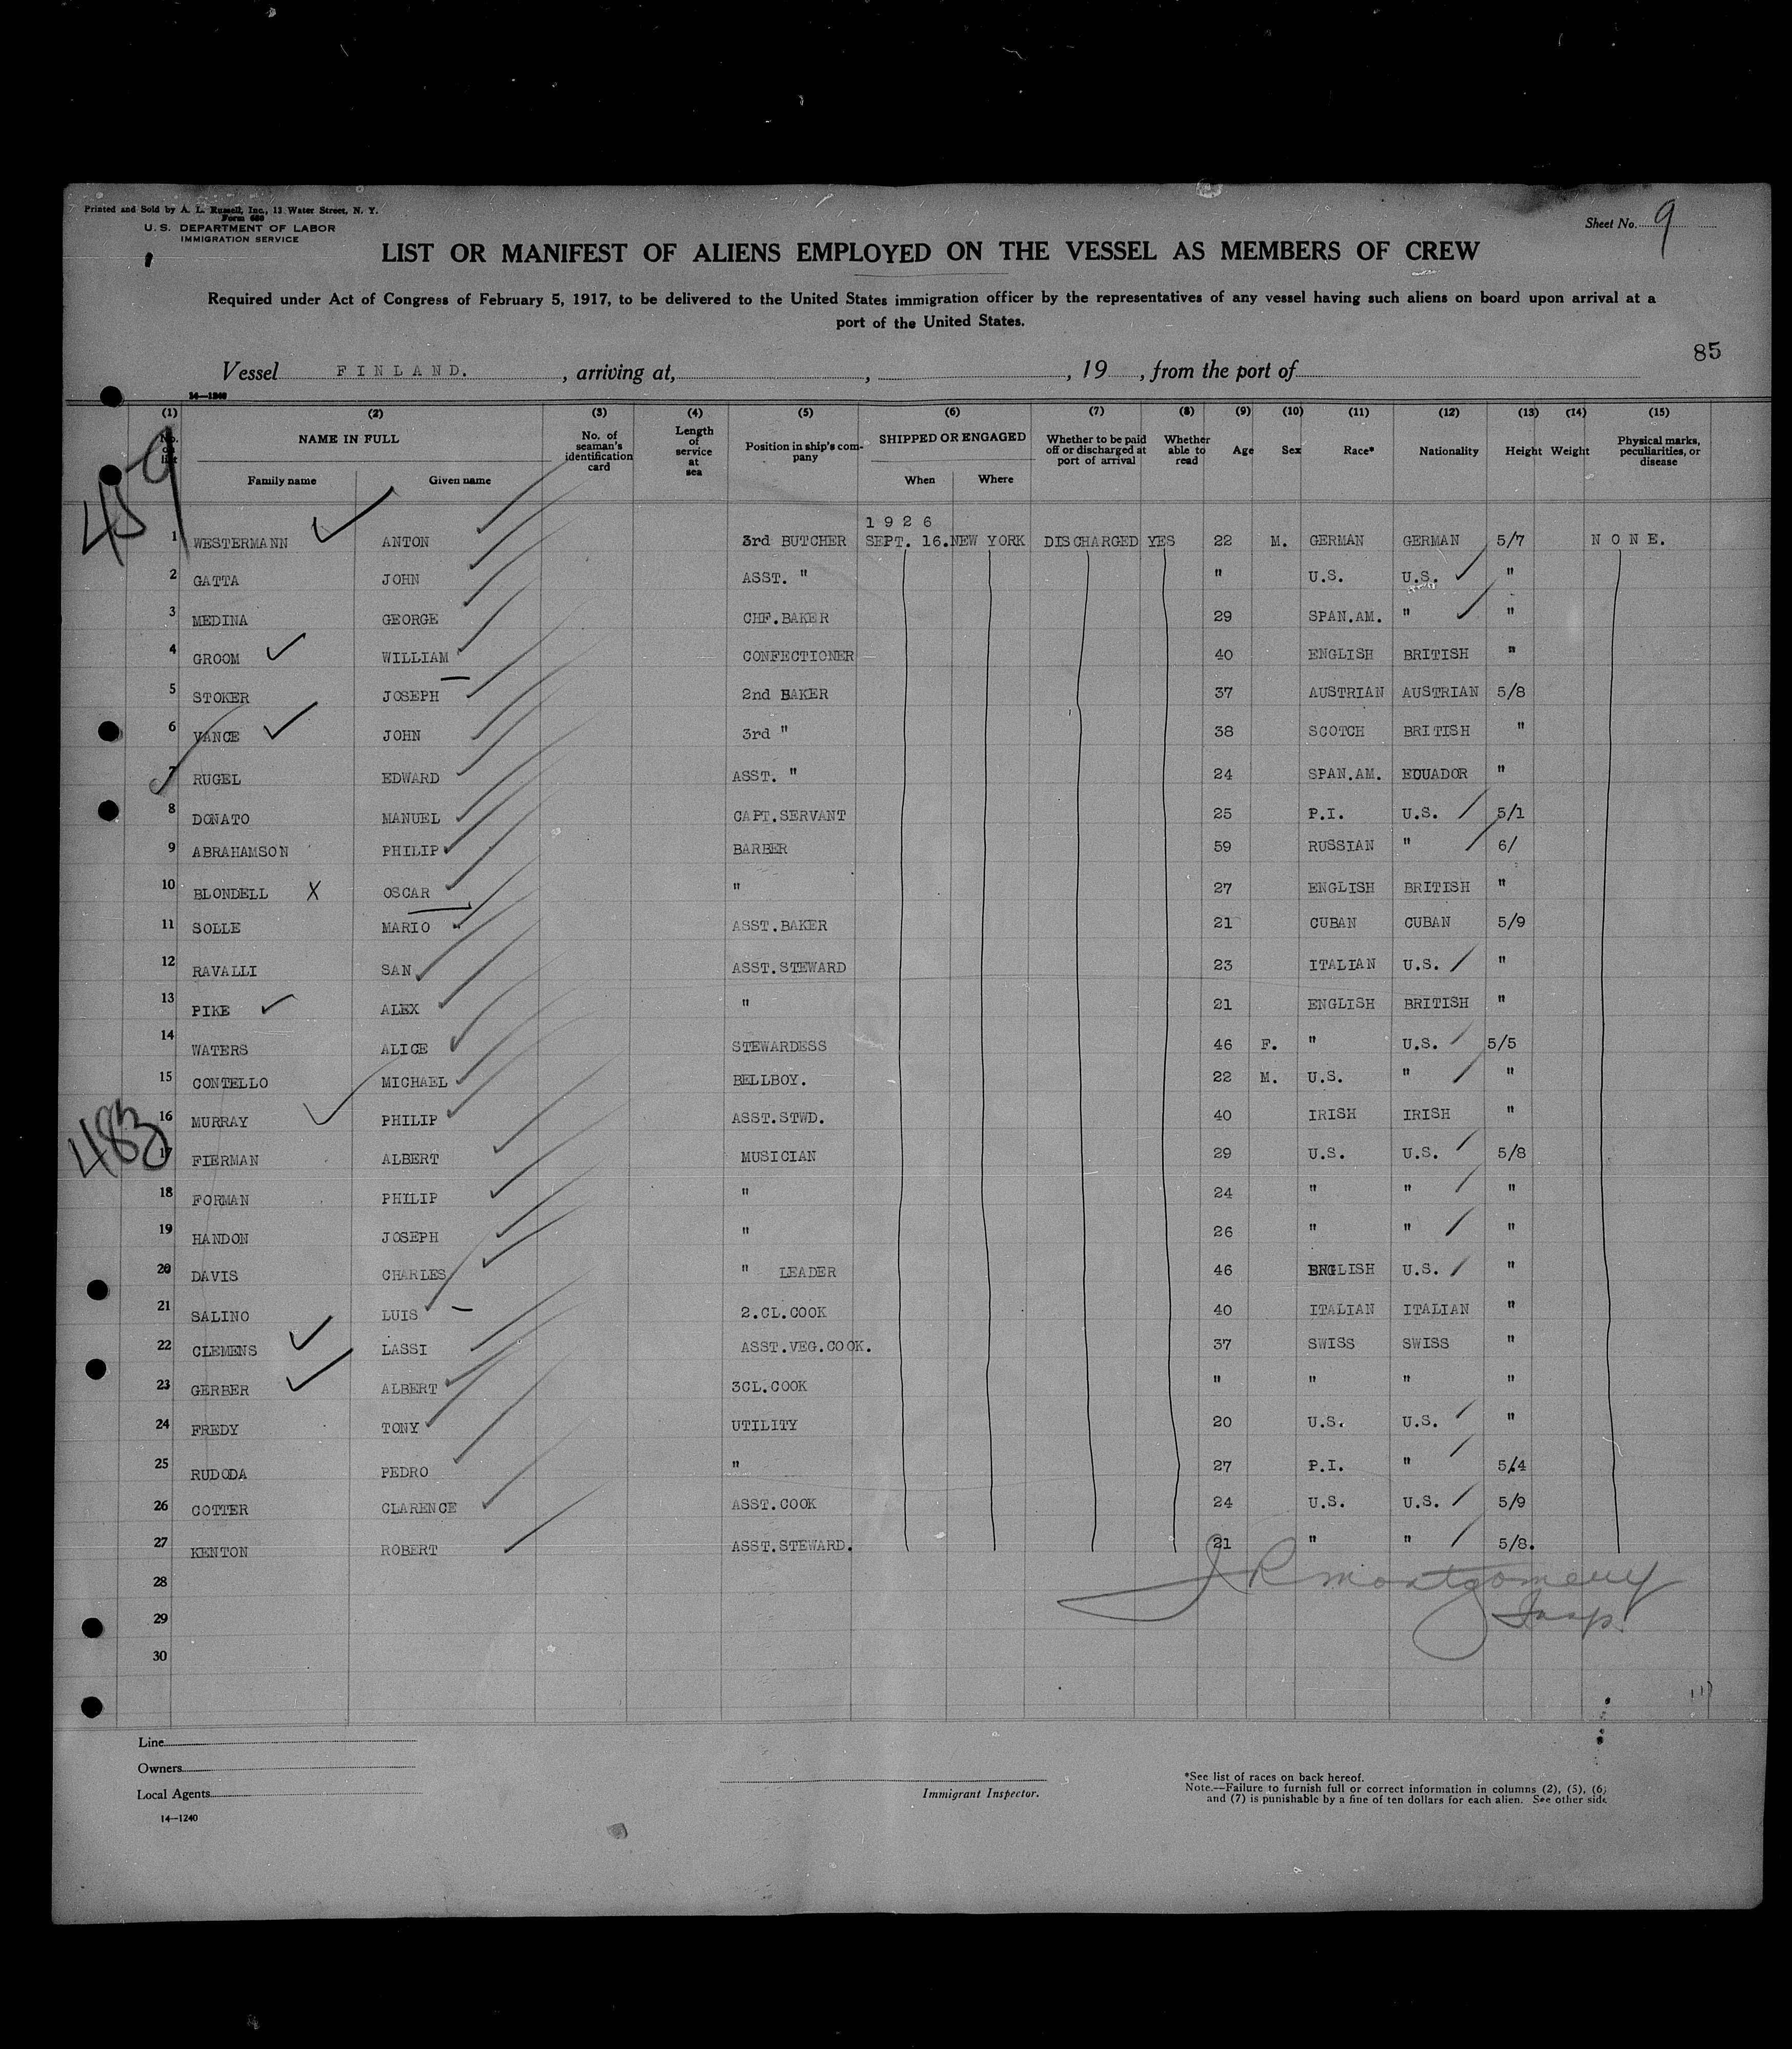 Printed and Sold by A. L. Russell, Inc., 13 Water Street, N. Y.
Form 680
U. S. DEPARTMENT OF LABOR
IMMIGRATION SERVICE
Sheet No. 9
LIST OR MANIFEST OF ALIENS EMPLOYED ON THE VESSEL AS MEMBERS OF CREW
Required under Act of Congress of February 5, 1917, to be delivered to the United States immigration officer by the representatives of any vessel having such aliens on board upon arrival at a
port of the United States.
85
Vessel FINLAND. , arriving at, , , 19 , from the port of
14—1240
(1) (2) (3) (4) (5) (6) (7) (8) (9) (10) (11) (12) (13) (14) (15)
No. on list NAME IN FULL Family name Given name No. of seaman's identification card Length of service at sea Position in ship's company SHIPPED OR ENGAGED When Where Whether to be paid off or discharged at port of arrival Whether able to read Age Sex Race* Nationality Height Weight Physical marks, peculiarities, or disease
1926
1 WESTERMANN ANTON 3rd BUTCHER SEPT. 16. NEW YORK DISCHARGED YES 22 M. GERMAN GERMAN 5/7 NONE.
2 GATTA JOHN ASST. " " U.S. U.S. "
3 MEDINA GEORGE CHF.BAKER 29 SPAN.AM. " "
4 GROOM WILLIAM CONFECTIONER 40 ENGLISH BRITISH "
5 STOKER JOSEPH 2nd BAKER 37 AUSTRIAN AUSTRIAN 5/8
6 VANCE JOHN 3rd " 38 SCOTCH BRITISH "
7 RUGEL EDWARD ASST. " 24 SPAN.AM. ECUADOR "
8 DONATO MANUEL CAPT.SERVANT 25 P.I. U.S. 5/1
9 ABRAHAMSON PHILIP BARBER 59 RUSSIAN " 6/
10 BLONDELL X OSCAR " 27 ENGLISH BRITISH "
11 SOLLE MARIO ASST.BAKER 21 CUBAN CUBAN 5/9
12 RAVALLI SAN ASST.STEWARD 23 ITALIAN U.S. "
13 PIKE ALEX " 21 ENGLISH BRITISH "
14 WATERS ALICE STEWARDESS 46 F. " U.S. 5/5
15 CONTELLO MICHAEL BELLBOY. 22 M. U.S. " "
483
16 MURRAY PHILIP ASST.STWD. 40 IRISH IRISH "
17 FIERMAN ALBERT MUSICIAN 29 U.S. U.S. 5/8
18 FORMAN PHILIP " 24 " " "
19 HANDON JOSEPH " 26 " " "
20 DAVIS CHARLES " LEADER 46 ENGLISH U.S. "
21 SALINO LUIS 2.CL.COOK 40 ITALIAN ITALIAN "
22 CLEMENS LASSI ASST.VEG.COOK. 37 SWISS SWISS "
23 GERBER ALBERT 3CL.COOK " " " "
24 FREDY TONY UTILITY 20 U.S. U.S. "
25 RUDODA PEDRO " 27 P.I. " 5/4
26 COTTER CLARENCE ASST.COOK 24 U.S. U.S. 5/9
27 KENTON ROBERT ASST.STEWARD. 21 " " 5/8.
28
J R Montgomery
29
Insp.
30
Line
Owners
Local Agents
14—1240
Immigrant Inspector.
*See list of races on back hereof.
Note.—Failure to furnish full or correct information in columns (2), (5), (6)
and (7) is punishable by a fine of ten dollars for each alien. See other side